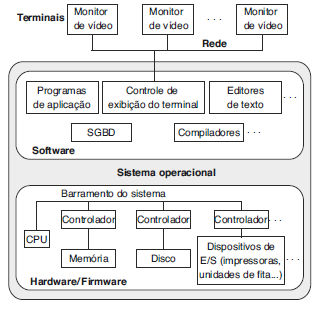 Terminais
Monitor
de vídeo
Monitor
de vídeo
. . .
Monitor
de vídeo
Rede
Programas
de aplicação
Controle de
exibição do terminal
Editores
de texto
. . .
SGBD
Compiladores
. . .
Software
Sistema operacional
Barramento do sistema
Controlador
Controlador
Controlador
. . .
CPU
Memória
Disco
Dispositivos de
E/S (impressoras,
unidades de fita...)
. . .
Hardware/Firmware